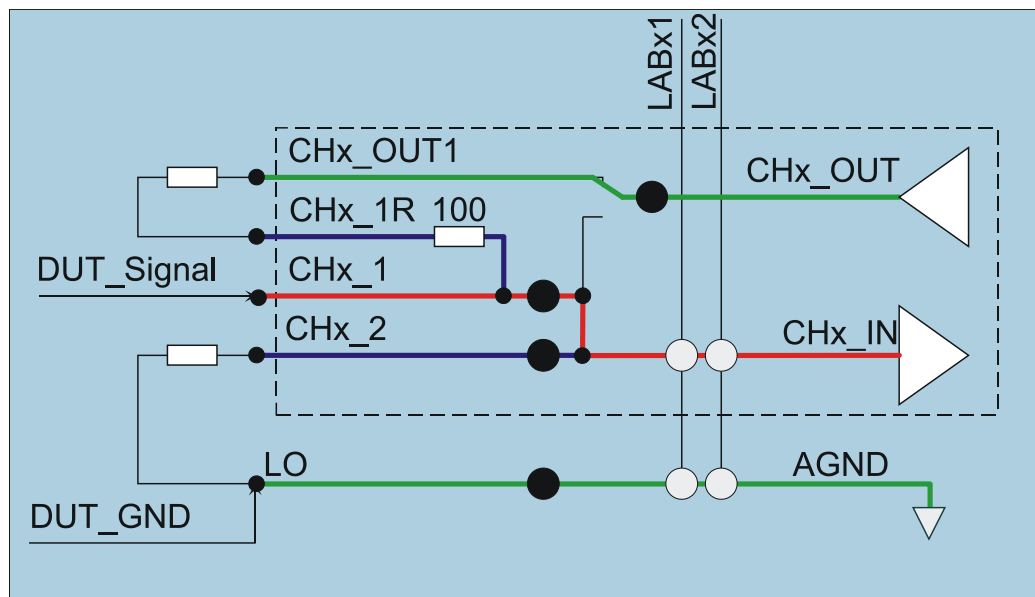 LABx1
LABx2
CHx_OUT1
CHx_OUT
CHx_1R 100
DUT_Signal
CHx_1
CHx_2
CHx_IN
LO
AGND
DUT_GND